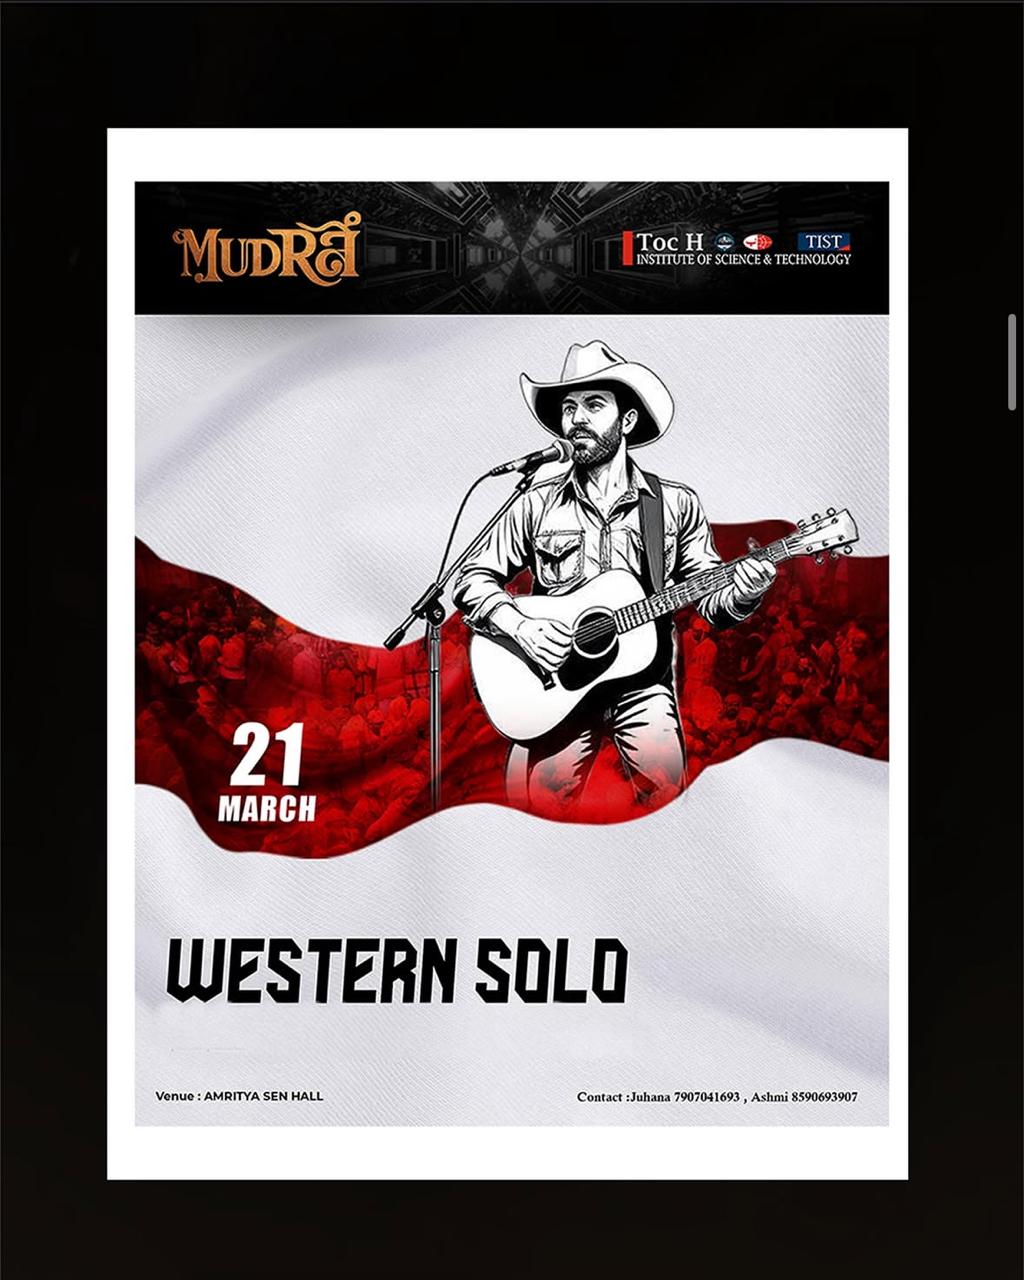 MUDRATHI
Toc H
TIST
INSTITUTE OF SCIENCE & TECHNOLOGY
21
MARCH
WESTERN SOLO
Venue : AMRITYA SEN HALL
Contact :Juhana 7907041693 , Ashmi 8590693907